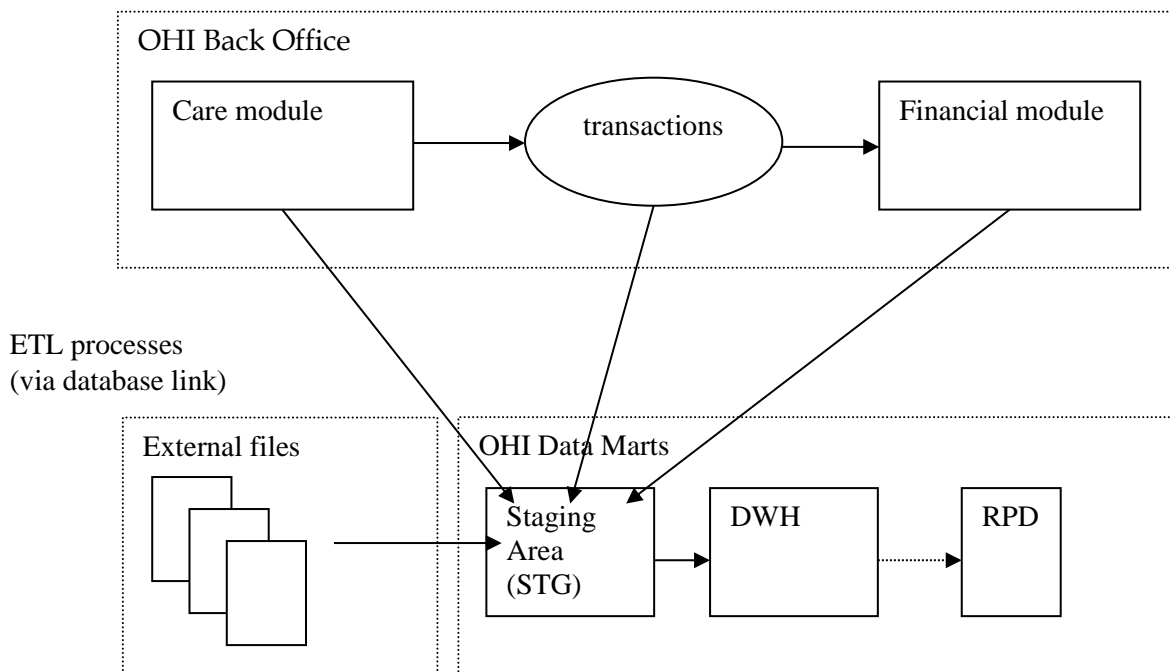 OHI Back Office
Care module
transactions
Financial module
ETL processes
(via database link)
External files
OHI Data Marts
Staging
Area
(STG)
DWH
RPD